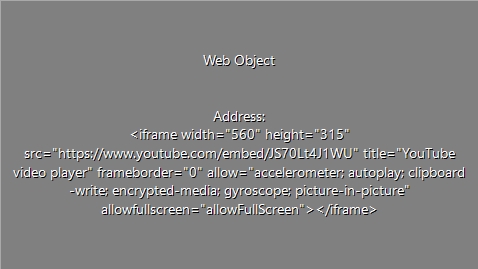 Web Object
Address:
<iframe width="560" height="315"
src="https://www.youtube.com/embed/JS70Lt4J1WU" title="YouTube
video player" frameborder="0" allow="accelerometer; autoplay; clipboard
-write; encrypted-media; gyroscope; picture-in-picture"
allowfullscreen="allowFullScreen"></iframe>